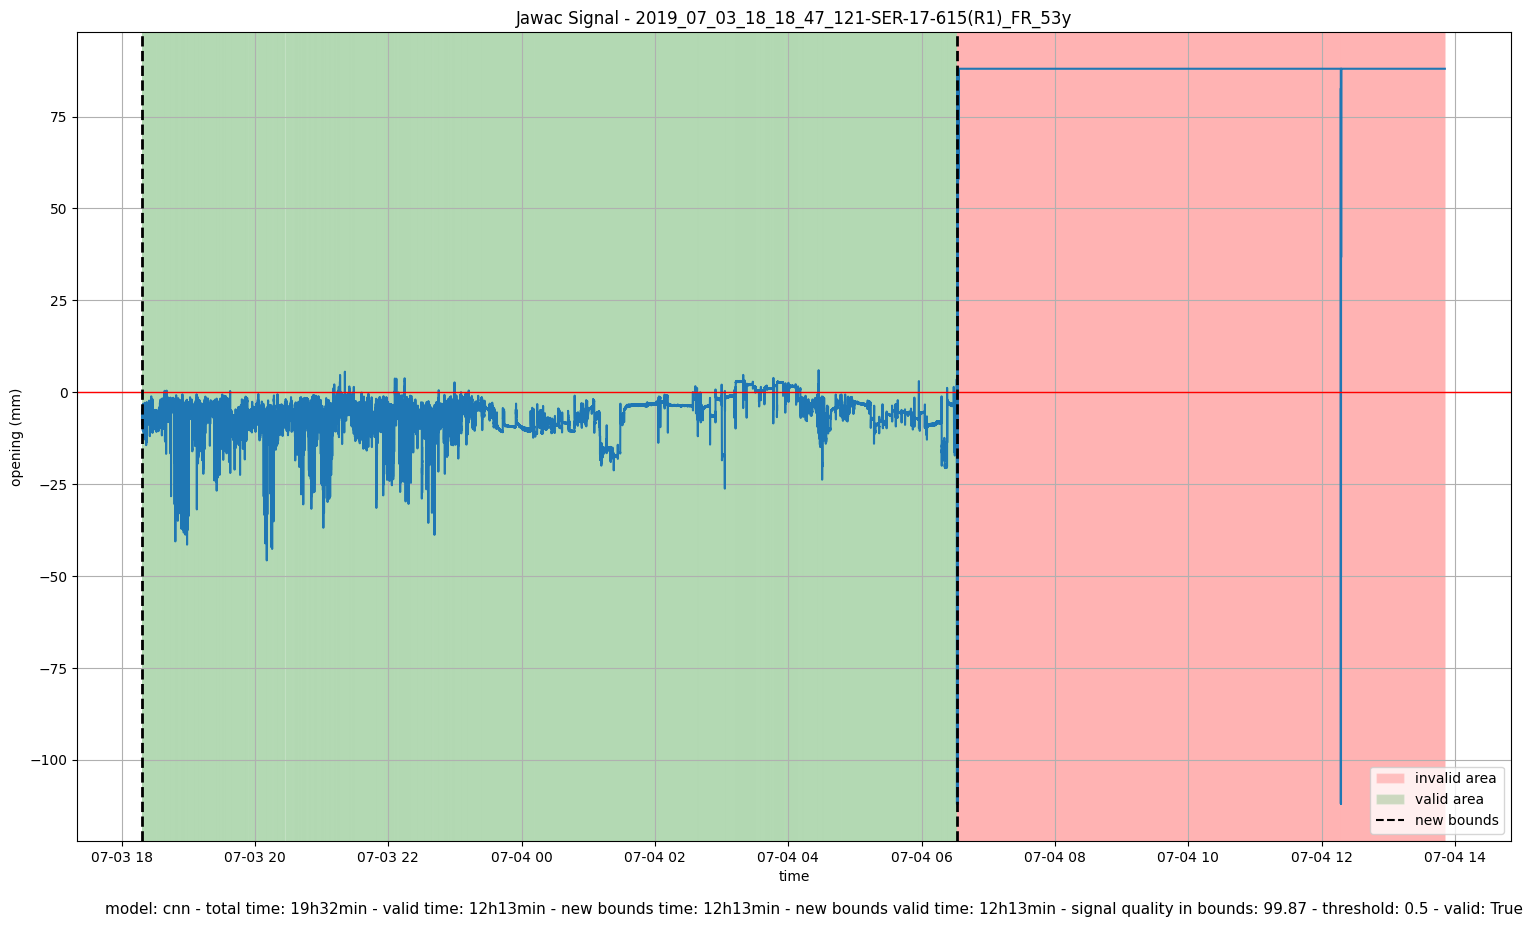 Jawac Signal - 2019_07_03_18_18_47_121-SER-17-615(R1)_FR_53y
opening (mm)
75
50
25
0
−25
−50
−75
−100
invalid area
valid area
new bounds
07-03 18
07-03 20
07-03 22
07-04 00
07-04 02
07-04 04
07-04 06
07-04 08
07-04 10
07-04 12
07-04 14
time
model: cnn - total time: 19h32min - valid time: 12h13min - new bounds time: 12h13min - new bounds valid time: 12h13min - signal quality in bounds: 99.87 - threshold: 0.5 - valid: True